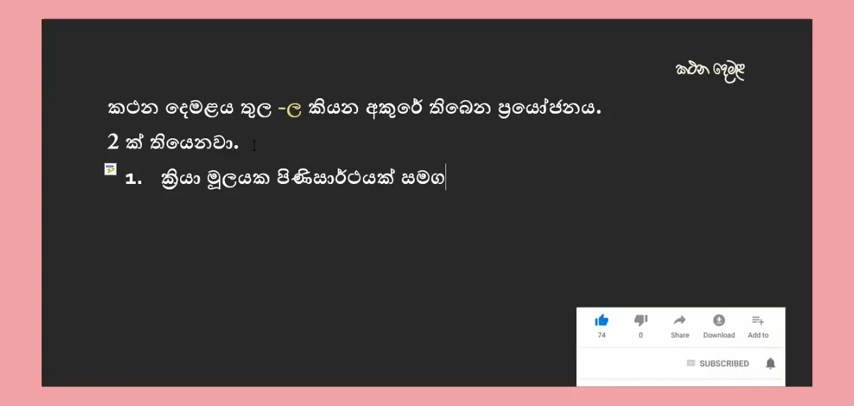 කථන දෙමළ
කථන දෙමළය තුල -ල කියන අකුරේ තිබෙන ප්‍රයෝජනය.
2 ක් තියෙනවා.
1. ක්‍රියා මූලයක පිණිසාර්ථයක් සමග
74 0 Share Download Add to
SUBSCRIBED